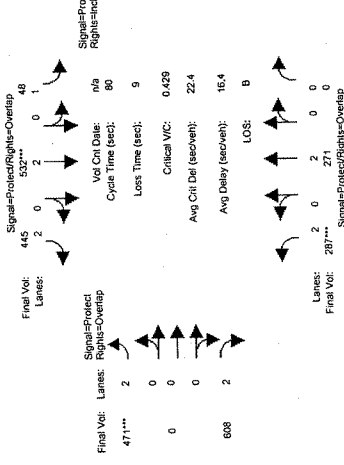 Signal=Protect/Rights=Overlap
Final Vol: 445 532*** 48
Lanes: 2 0 2 0 1
Signal=Protect
Rights=Overlap
Final Vol: Lanes:
471*** 2
0
0 0
0
608 2
Vol Cnt Date: n/a
Cycle Time (sec): 80
Loss Time (sec): 9
Critical V/C: 0.429
Avg Crit Del (sec/veh): 22.4
Avg Delay (sec/veh): 16.4
LOS: B
Signal=Pro
Rights=Incl
Lanes: 2 0 2 0 0
Final Vol: 287*** 271 0
Signal=Protect/Rights=Overlap